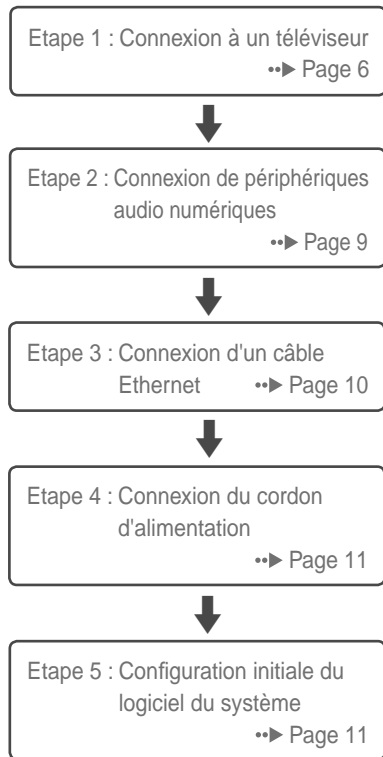 Etape 1 : Connexion à un téléviseur
••▶ Page 6
Etape 2 : Connexion de périphériques
audio numériques
••▶ Page 9
Etape 3 : Connexion d'un câble
Ethernet ••▶ Page 10
Etape 4 : Connexion du cordon
d'alimentation
••▶ Page 11
Etape 5 : Configuration initiale du
logiciel du système
••▶ Page 11